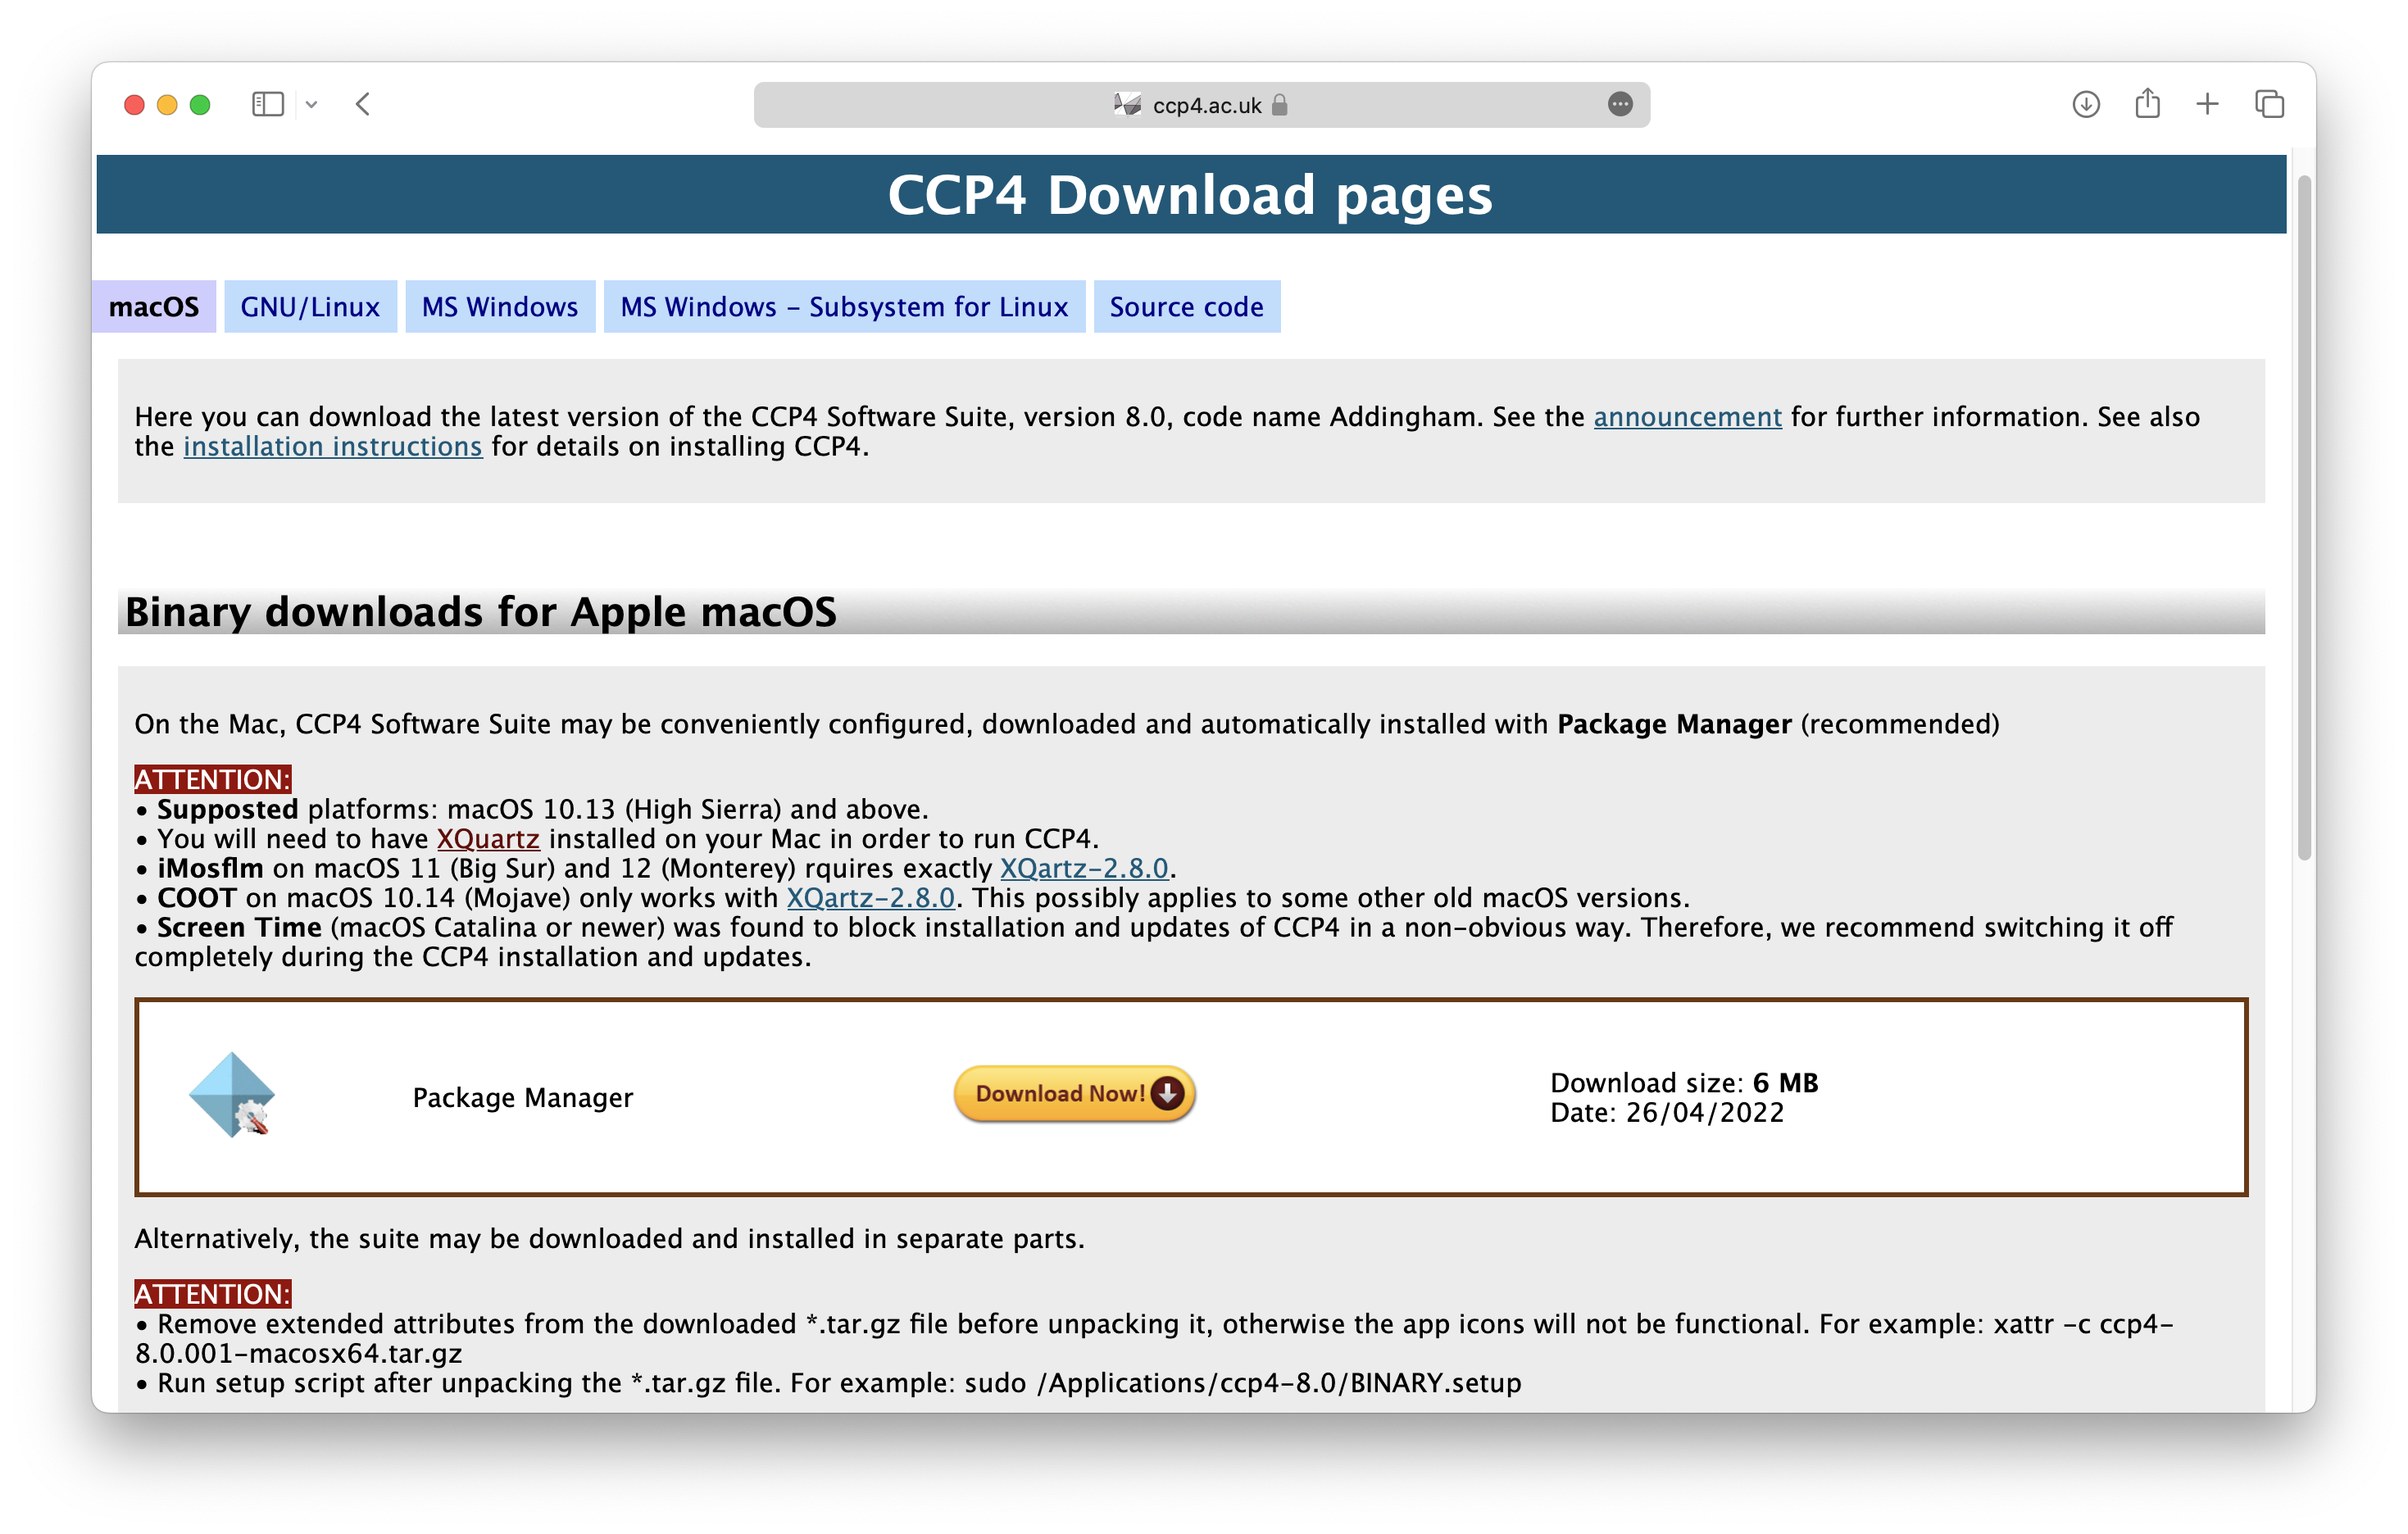 ccp4.ac.uk
CCP4 Download pages
macOS
GNU/Linux
MS Windows
MS Windows - Subsystem for Linux
Source code
Here you can download the latest version of the CCP4 Software Suite, version 8.0, code name Addingham. See the announcement for further information. See also
the installation instructions for details on installing CCP4.
Binary downloads for Apple macOS
On the Mac, CCP4 Software Suite may be conveniently configured, downloaded and automatically installed with Package Manager (recommended)
ATTENTION:
• Supposted platforms: macOS 10.13 (High Sierra) and above.
• You will need to have XQuartz installed on your Mac in order to run CCP4.
• iMosflm on macOS 11 (Big Sur) and 12 (Monterey) rquires exactly XQartz-2.8.0.
• COOT on macOS 10.14 (Mojave) only works with XQartz-2.8.0. This possibly applies to some other old macOS versions.
• Screen Time (macOS Catalina or newer) was found to block installation and updates of CCP4 in a non-obvious way. Therefore, we recommend switching it off
completely during the CCP4 installation and updates.
Package Manager
Download Now!
Download size: 6 MB
Date: 26/04/2022
Alternatively, the suite may be downloaded and installed in separate parts.
ATTENTION:
• Remove extended attributes from the downloaded *.tar.gz file before unpacking it, otherwise the app icons will not be functional. For example: xattr -c ccp4-
8.0.001-macosx64.tar.gz
• Run setup script after unpacking the *.tar.gz file. For example: sudo /Applications/ccp4-8.0/BINARY.setup